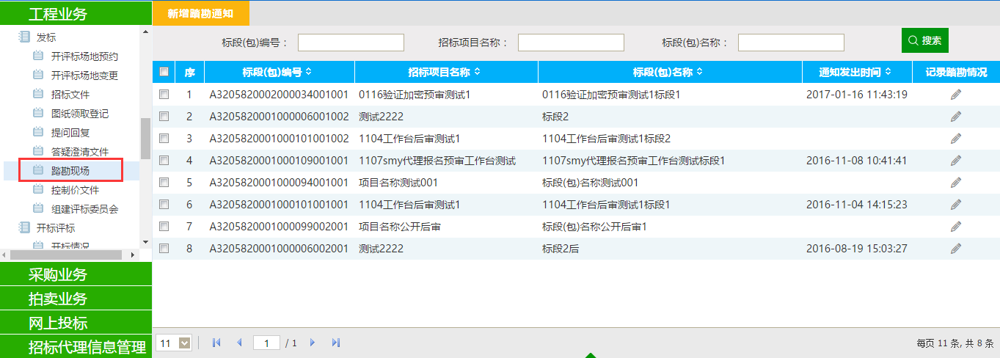 工程业务
发标
开评标场地预约
开评标场地变更
招标文件
图纸领取登记
提问回复
答疑澄清文件
踏勘现场
控制价文件
组建评标委员会
开标评标
开标情况
采购业务
拍卖业务
网上投标
招标代理信息管理
新增踏勘通知
标段(包)编号： 招标项目名称： 标段(包)名称： 搜索
序 标段(包)编号 招标项目名称 标段(包)名称 通知发出时间 记录踏勘情况
1 A3205820002000034001001 0116验证加密预审测试1 0116验证加密预审测试1标段1 2017-01-16 11:43:19
2 A3205820001000006001002 测试2222 标段2
3 A3205820001000101001002 1104工作台后审测试1 1104工作台后审测试1标段2
4 A3205820001000109001001 1107smy代理报名预审工作台测试 1107smy代理报名预审工作台测试标段1 2016-11-08 10:41:41
5 A3205820001000094001001 项目名称测试001 标段(包)名称测试001
6 A3205820001000101001001 1104工作台后审测试1 1104工作台后审测试1标段1 2016-11-04 14:15:23
7 A3205820001000099002001 项目名称公开后审 标段(包)名称公开后审1
8 A3205820001000006002001 测试2222 标段2后 2016-08-19 15:03:27
11 1 / 1 每页 11 条, 共 8 条